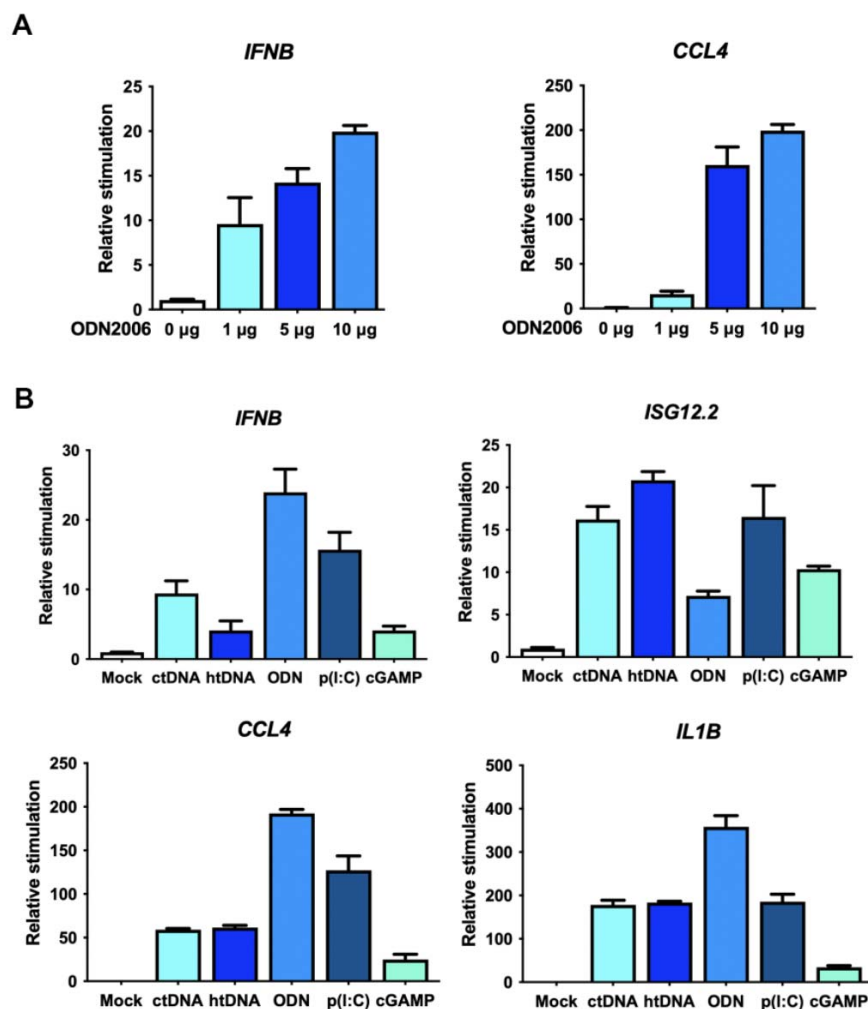 A
IFNB
Relative stimulation
25
20
15
10
5
0
ODN2006 0 µg 1 µg 5 µg 10 µg
CCL4
Relative stimulation
250
200
150
100
50
0
ODN2006 0 µg 1 µg 5 µg 10 µg
B
IFNB
Relative stimulation
30
20
10
0
Mock ctDNA htDNA ODN p(I:C) cGAMP
ISG12.2
Relative stimulation
25
20
15
10
5
0
Mock ctDNA htDNA ODN p(I:C) cGAMP
CCL4
Relative stimulation
250
200
150
100
50
0
Mock ctDNA htDNA ODN p(I:C) cGAMP
IL1B
Relative stimulation
500
400
300
200
100
0
Mock ctDNA htDNA ODN p(I:C) cGAMP